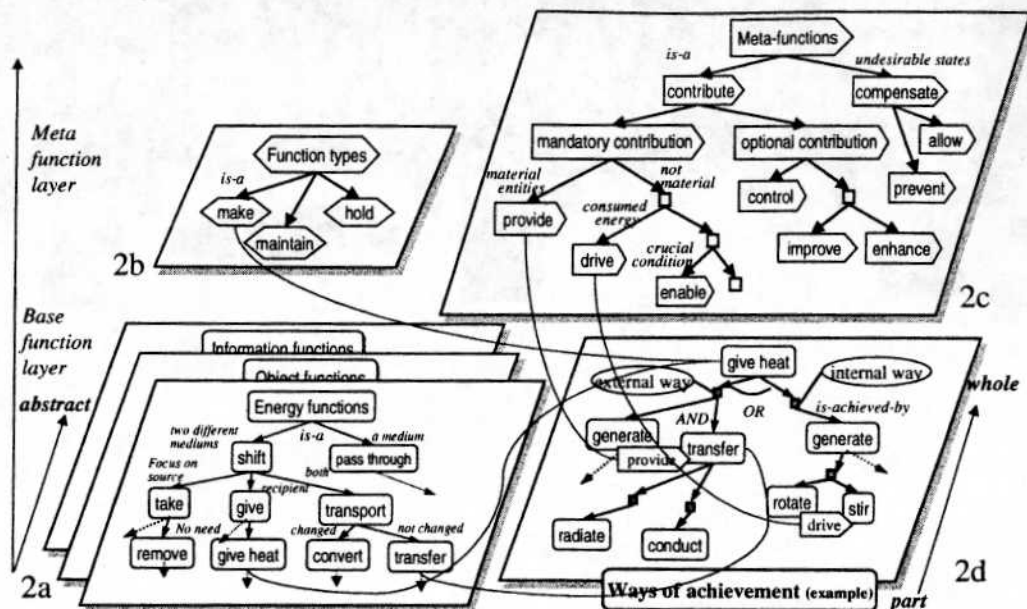 Meta
function
layer
Base
function
layer
abstract
Function types
is-a
make
hold
maintain
2b
Meta-functions
is-a
undesirable states
contribute
compensate
mandatory contribution
optional contribution
allow
material
entities
not
material
control
prevent
provide
consumed
energy
drive
crucial
condition
improve
enhance
enable
2c
Information functions
Object functions
Energy functions
two different
mediums
is-a
a medium
shift
pass through
Focus on
source
recipient
both
take
give
transport
No need
changed
not changed
remove
give heat
convert
transfer
2a
give heat
external way
internal way
whole
AND
OR
is-achieved-by
generate
transfer
generate
provide
rotate
stir
drive
radiate
conduct
2d
Ways of achievement (example)
part